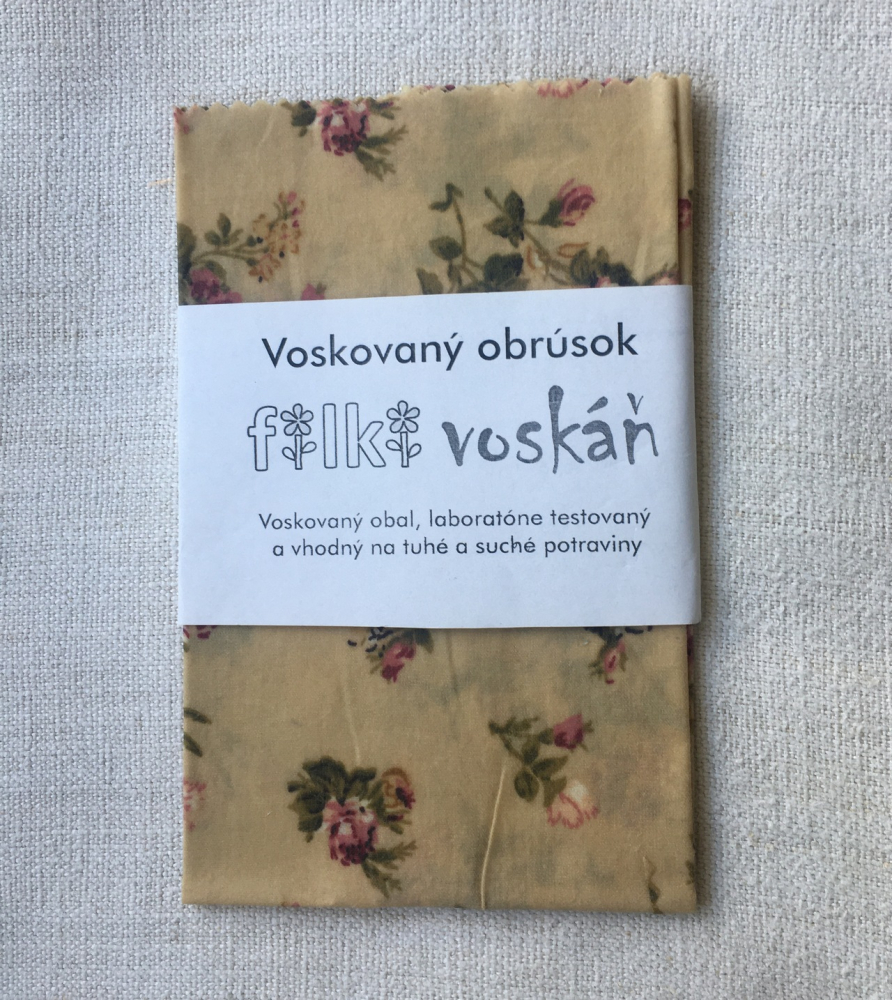 Voskovaný obrúsok
filki voskáň
Voskovaný obal, laboratóne testovaný
a vhodný na tuhé a suché potraviny